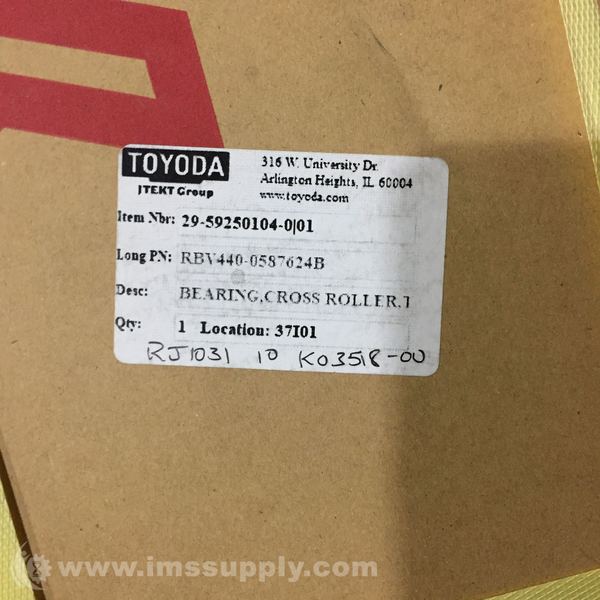 TOYODA
JTEKT Group
316 W. University Dr.
Arlington Heights, IL 60004
www.toyoda.com
Item Nbr: 29-59250104-0|01
Long PN: RBV440-0587624B
Desc: BEARING,CROSS ROLLER,T
Qty: 1 Location: 37I01
RJ1031 10 K03518-00
www.imssupply.com